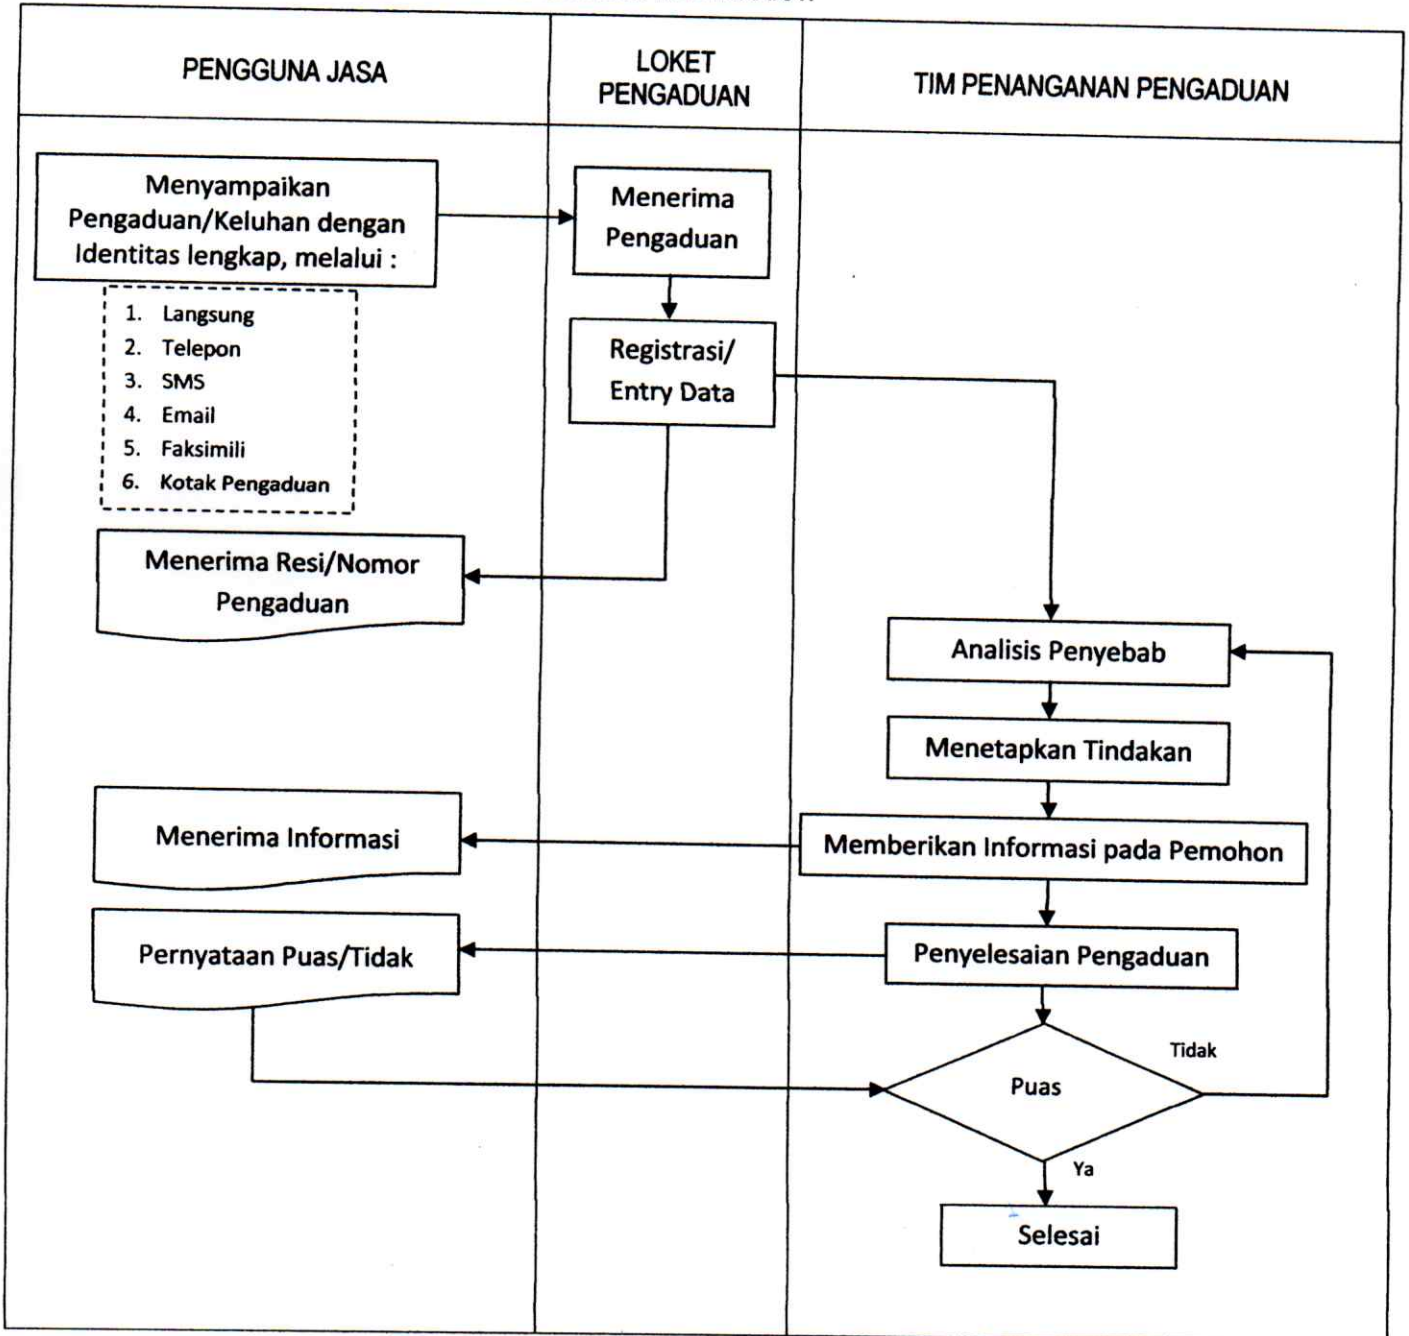 PENGGUNA JASA
LOKET
PENGADUAN
TIM PENANGANAN PENGADUAN
Menyampaikan
Pengaduan/Keluhan dengan
Identitas lengkap, melalui :
1. Langsung
2. Telepon
3. SMS
4. Email
5. Faksimili
6. Kotak Pengaduan
Menerima
Pengaduan
Registrasi/
Entry Data
Menerima Resi/Nomor
Pengaduan
Analisis Penyebab
Menetapkan Tindakan
Memberikan Informasi pada Pemohon
Menerima Informasi
Penyelesaian Pengaduan
Pernyataan Puas/Tidak
Puas
Tidak
Ya
Selesai